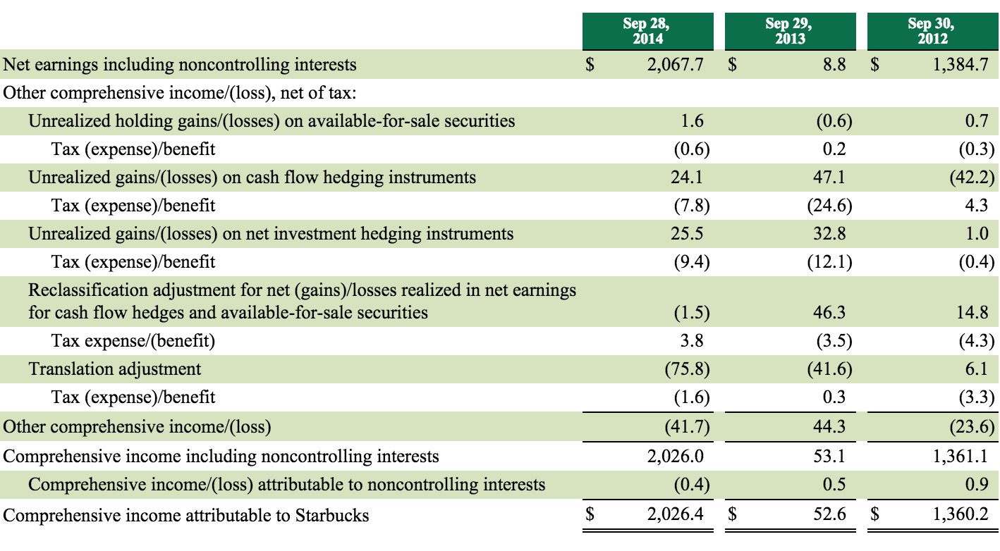 Sep 28, 2014 Sep 29, 2013 Sep 30, 2012
Net earnings including noncontrolling interests $ 2,067.7 $ 8.8 $ 1,384.7
Other comprehensive income/(loss), net of tax:
Unrealized holding gains/(losses) on available-for-sale securities 1.6 (0.6) 0.7
Tax (expense)/benefit (0.6) 0.2 (0.3)
Unrealized gains/(losses) on cash flow hedging instruments 24.1 47.1 (42.2)
Tax (expense)/benefit (7.8) (24.6) 4.3
Unrealized gains/(losses) on net investment hedging instruments 25.5 32.8 1.0
Tax (expense)/benefit (9.4) (12.1) (0.4)
Reclassification adjustment for net (gains)/losses realized in net earnings
for cash flow hedges and available-for-sale securities (1.5) 46.3 14.8
Tax expense/(benefit) 3.8 (3.5) (4.3)
Translation adjustment (75.8) (41.6) 6.1
Tax (expense)/benefit (1.6) 0.3 (3.3)
Other comprehensive income/(loss) (41.7) 44.3 (23.6)
Comprehensive income including noncontrolling interests 2,026.0 53.1 1,361.1
Comprehensive income/(loss) attributable to noncontrolling interests (0.4) 0.5 0.9
Comprehensive income attributable to Starbucks $ 2,026.4 $ 52.6 $ 1,360.2